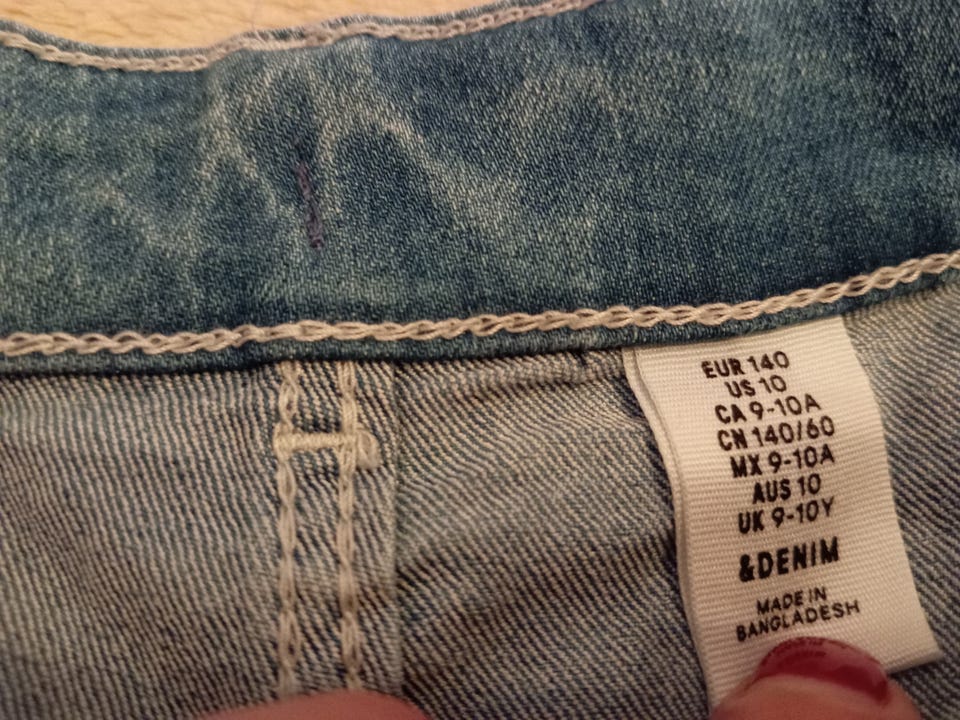 EUR 140
US 10
CA 9-10A
CN 140/60
MX 9-10A
AUS 10
UK 9-10Y
&DENIM
MADE IN
BANGLADESH